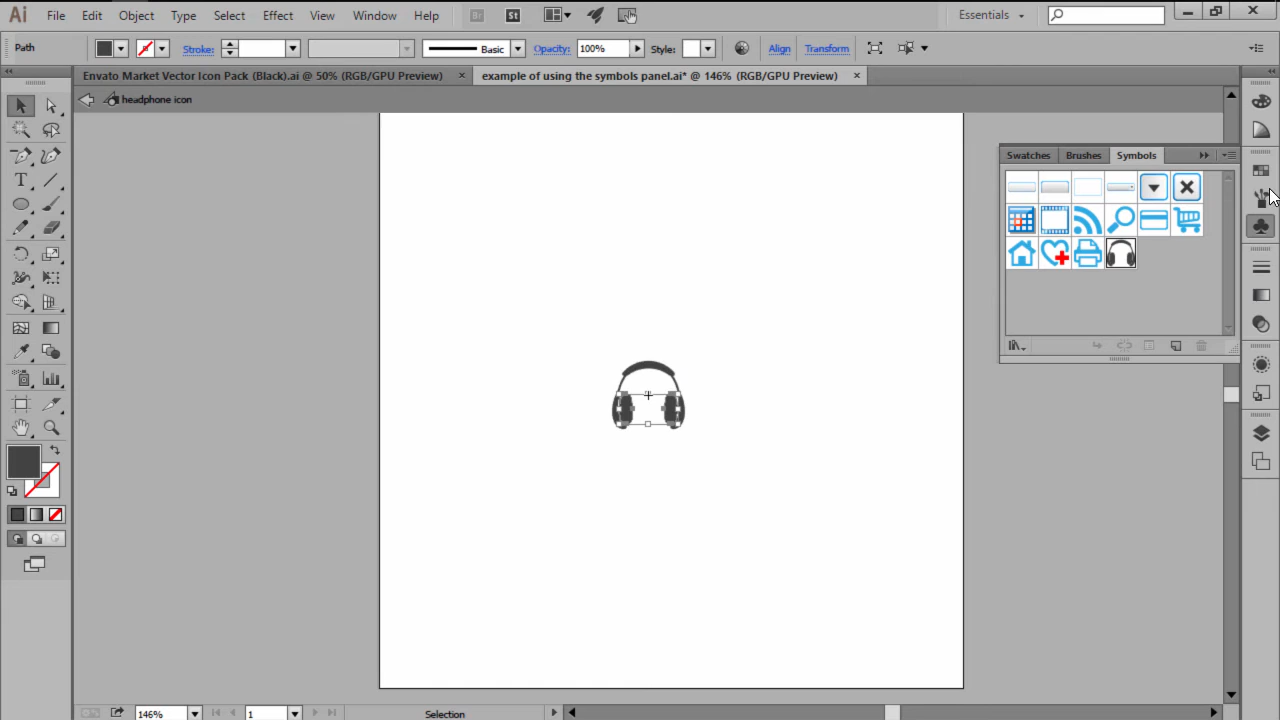 Ai File Edit Object Type Select Effect View Window Help Br St Essentials
Path Stroke: Basic Opacity: 100% Style: Align Transform
Envato Market Vector Icon Pack (Black).ai @ 50% (RGB/GPU Preview) × example of using the symbols panel.ai* @ 146% (RGB/GPU Preview) ×
headphone icon
Swatches Brushes Symbols
T
146% 1 Selection